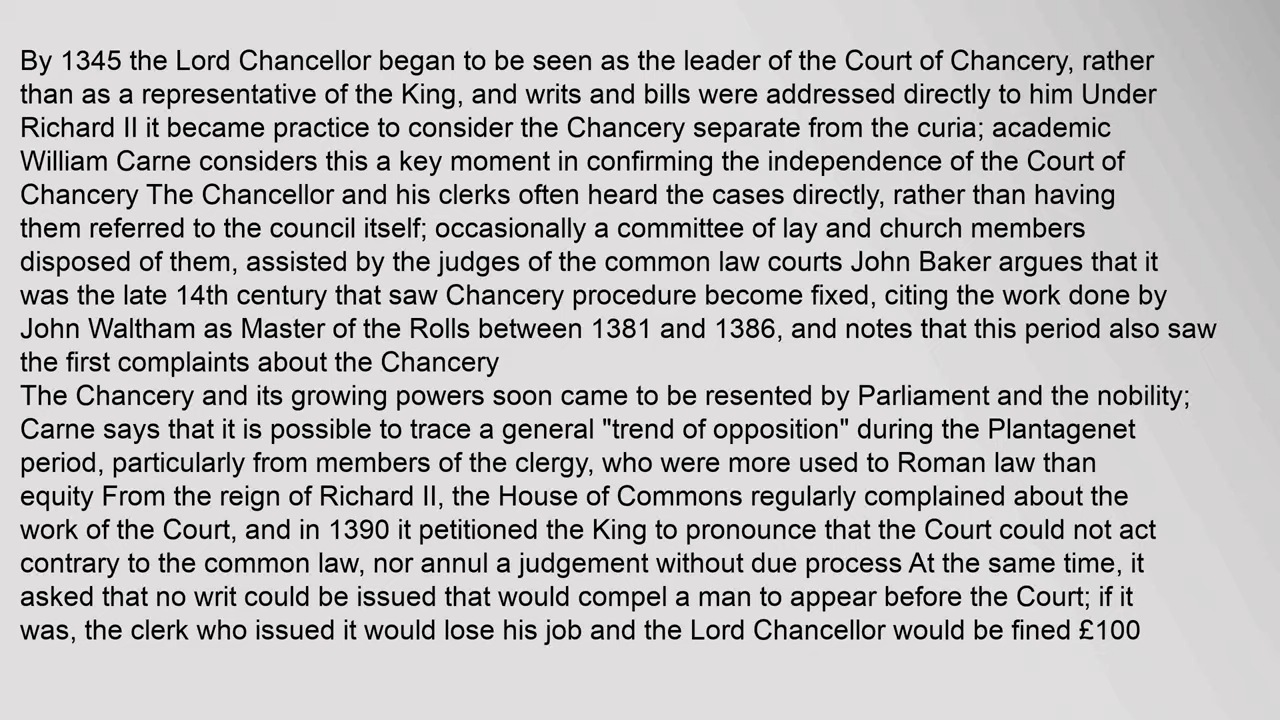 By 1345 the Lord Chancellor began to be seen as the leader of the Court of Chancery, rather
than as a representative of the King, and writs and bills were addressed directly to him Under
Richard II it became practice to consider the Chancery separate from the curia; academic
William Carne considers this a key moment in confirming the independence of the Court of
Chancery The Chancellor and his clerks often heard the cases directly, rather than having
them referred to the council itself; occasionally a committee of lay and church members
disposed of them, assisted by the judges of the common law courts John Baker argues that it
was the late 14th century that saw Chancery procedure become fixed, citing the work done by
John Waltham as Master of the Rolls between 1381 and 1386, and notes that this period also saw
the first complaints about the Chancery
The Chancery and its growing powers soon came to be resented by Parliament and the nobility;
Carne says that it is possible to trace a general "trend of opposition" during the Plantagenet
period, particularly from members of the clergy, who were more used to Roman law than
equity From the reign of Richard II, the House of Commons regularly complained about the
work of the Court, and in 1390 it petitioned the King to pronounce that the Court could not act
contrary to the common law, nor annul a judgement without due process At the same time, it
asked that no writ could be issued that would compel a man to appear before the Court; if it
was, the clerk who issued it would lose his job and the Lord Chancellor would be fined £100